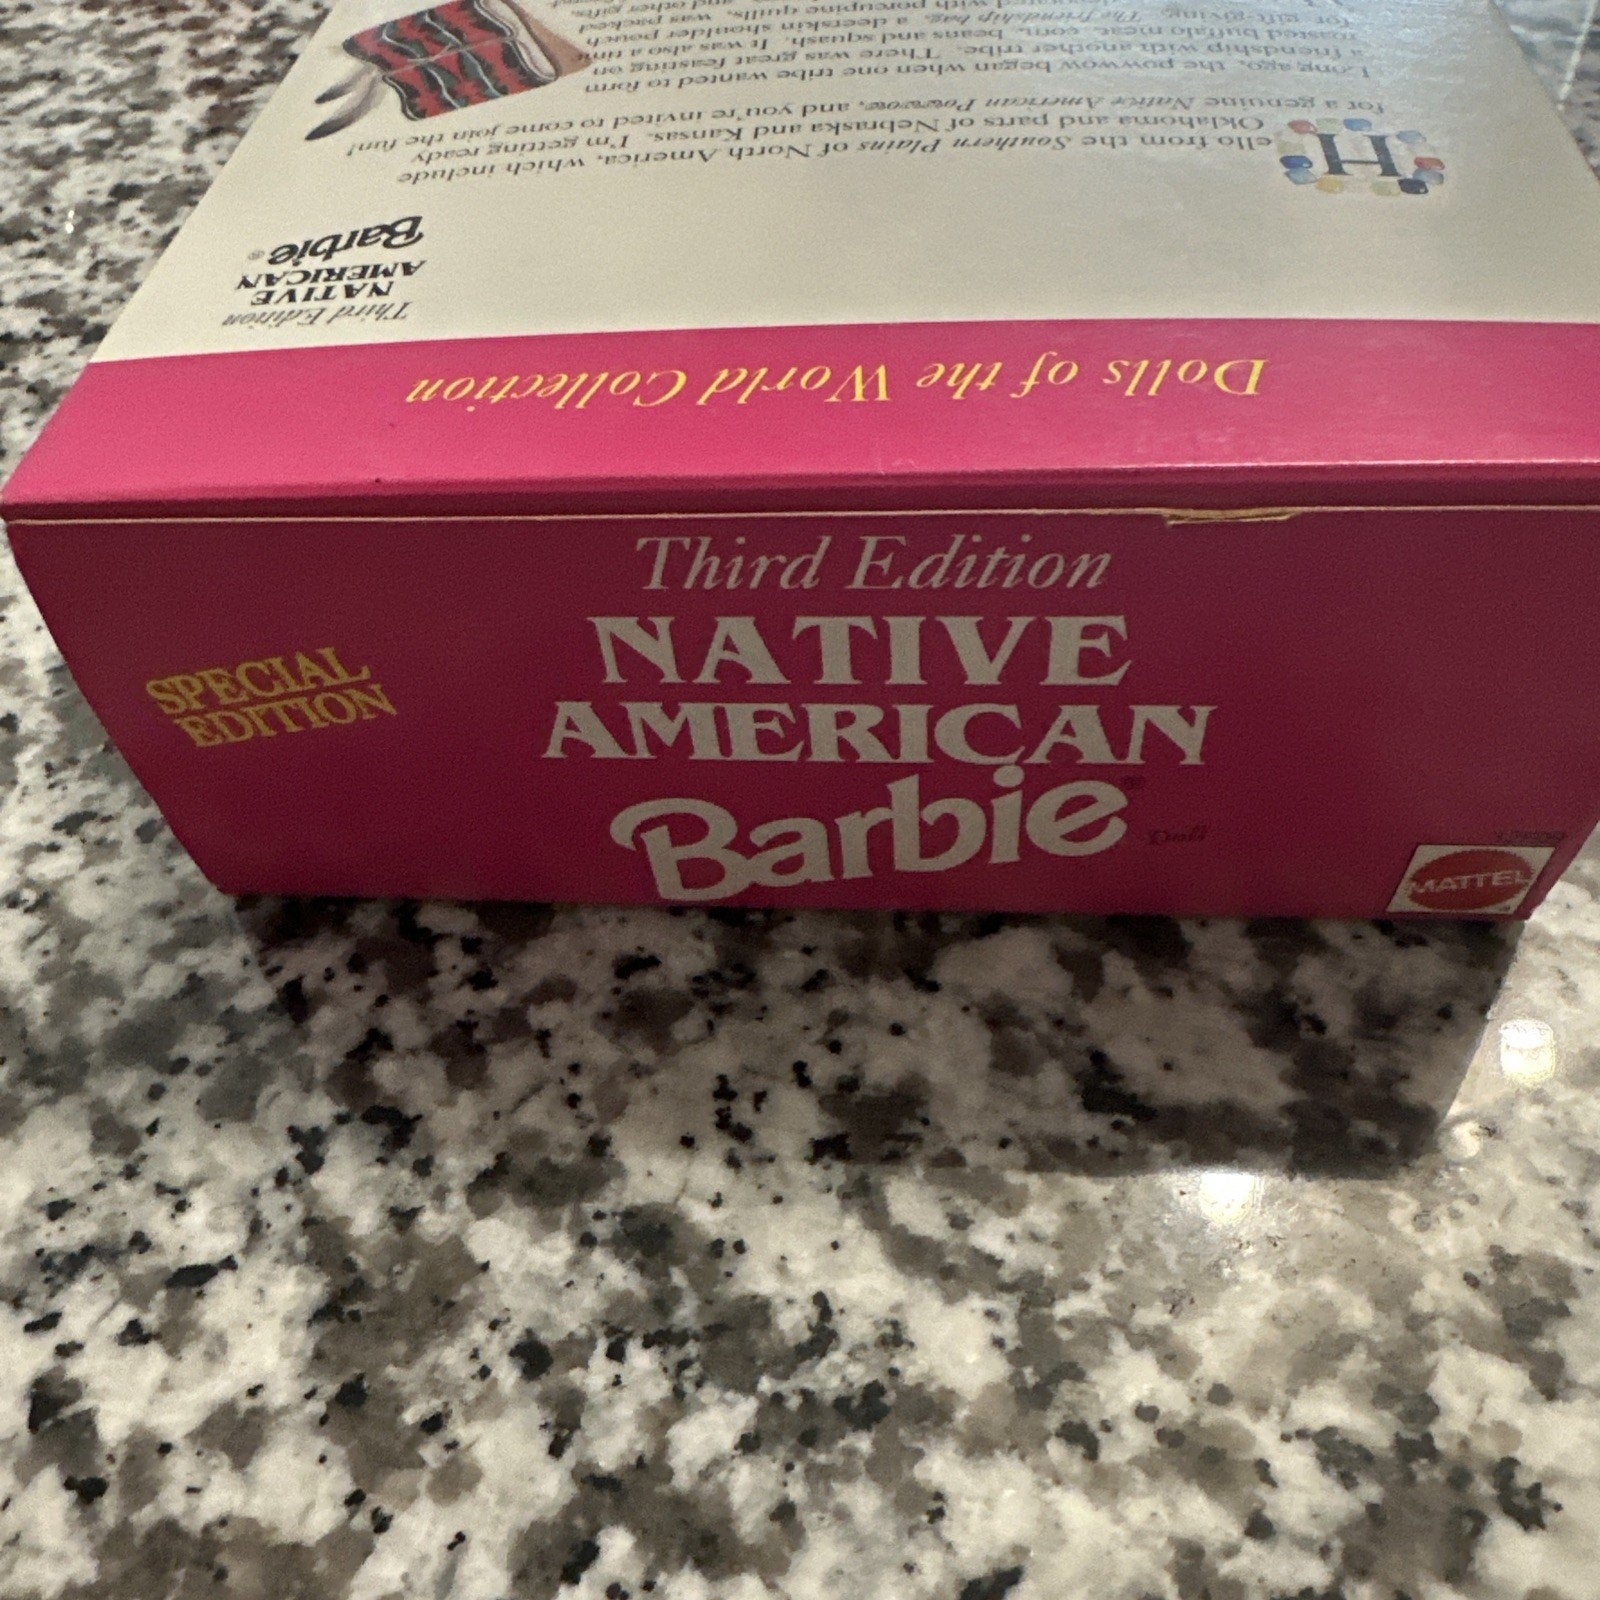 Third Edition
NATIVE
AMERICAN
Barbie
Doll
SPECIAL
EDITION
MATTEL
Dolls of the World Collection
Third Edition
NATIVE
AMERICAN
Barbie®
Hello from the Southern Plains of North America, which include
Oklahoma and parts of Nebraska and Kansas. I'm getting ready
for a genuine Native American Powwow, and you're invited to come join the fun!
Long ago, the powwow began when one tribe wanted to form
a friendship with another tribe. There was great feasting on
roasted buffalo meat, corn, beans and squash. It was also a time
for gift-giving. The friendship bag, a deerskin shoulder pouch
decorated with porcupine quills, was packed
and other gifts.